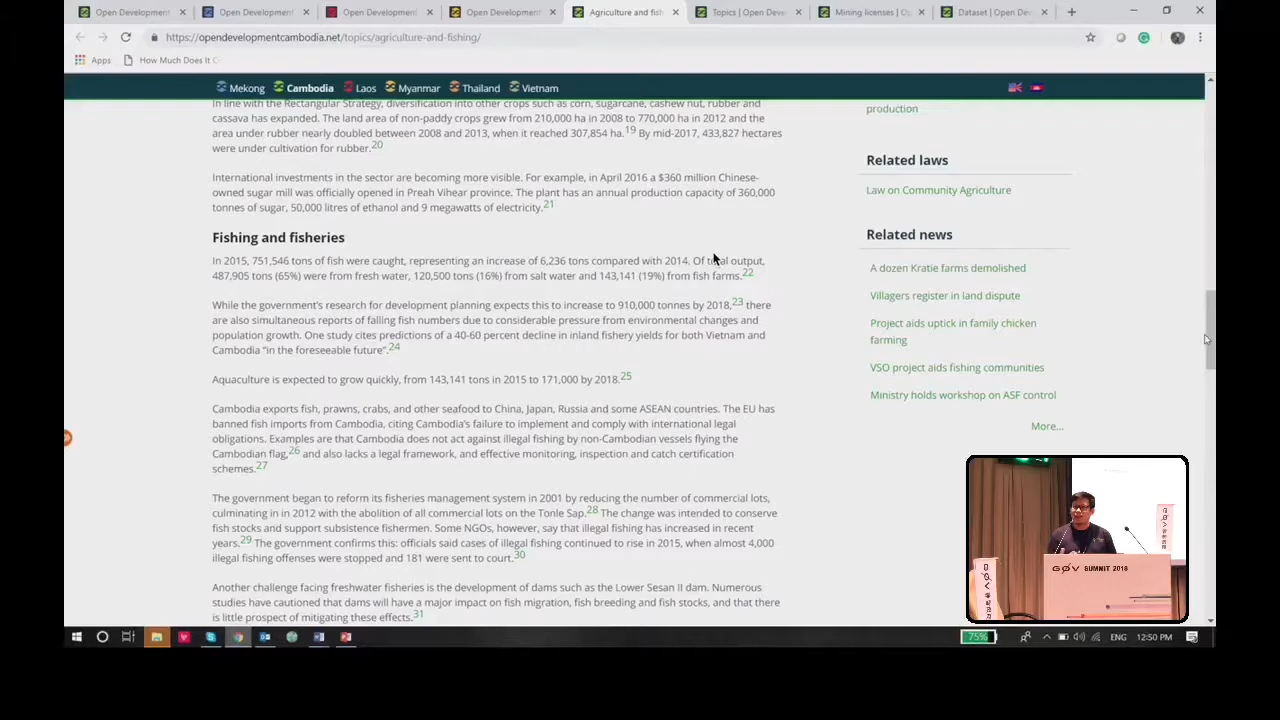 Open Development
Open Development
Open Development
Open Development
Agriculture and fish
Topics | Open Deve
Mining licenses | O
Dataset | Open Dev
https://opendevelopmentcambodia.net/topics/agriculture-and-fishing/
Apps
How Much Does It C
Mekong Cambodia Laos Myanmar Thailand Vietnam
In line with the Rectangular Strategy, diversification into other crops such as corn, sugarcane, cashew nut, rubber and
cassava has expanded. The land area of non-paddy crops grew from 210,000 ha in 2008 to 770,000 ha in 2012 and the
area under rubber nearly doubled between 2008 and 2013, when it reached 307,854 ha.19 By mid-2017, 433,827 hectares
were under cultivation for rubber.20
International investments in the sector are becoming more visible. For example, in April 2016 a $360 million Chinese-
owned sugar mill was officially opened in Preah Vihear province. The plant has an annual production capacity of 360,000
tonnes of sugar, 50,000 litres of ethanol and 9 megawatts of electricity.21
Fishing and fisheries
In 2015, 751,546 tons of fish were caught, representing an increase of 6,236 tons compared with 2014. Of total output,
487,905 tons (65%) were from fresh water, 120,500 tons (16%) from salt water and 143,141 (19%) from fish farms.22
While the government's research for development planning expects this to increase to 910,000 tonnes by 2018,23 there
are also simultaneous reports of falling fish numbers due to considerable pressure from environmental changes and
population growth. One study cites predictions of a 40-60 percent decline in inland fishery yields for both Vietnam and
Cambodia "in the foreseeable future".24
Aquaculture is expected to grow quickly, from 143,141 tons in 2015 to 171,000 by 2018.25
Cambodia exports fish, prawns, crabs, and other seafood to China, Japan, Russia and some ASEAN countries. The EU has
banned fish imports from Cambodia, citing Cambodia's failure to implement and comply with international legal
obligations. Examples are that Cambodia does not act against illegal fishing by non-Cambodian vessels flying the
Cambodian flag,26 and also lacks a legal framework, and effective monitoring, inspection and catch certification
schemes.27
The government began to reform its fisheries management system in 2001 by reducing the number of commercial lots,
culminating in in 2012 with the abolition of all commercial lots on the Tonle Sap.28 The change was intended to conserve
fish stocks and support subsistence fishermen. Some NGOs, however, say that illegal fishing has increased in recent
years.29 The government confirms this: officials said cases of illegal fishing continued to rise in 2015, when almost 4,000
illegal fishing offenses were stopped and 181 were sent to court.30
Another challenge facing freshwater fisheries is the development of dams such as the Lower Sesan II dam. Numerous
studies have cautioned that dams will have a major impact on fish migration, fish breeding and fish stocks, and that there
is little prospect of mitigating these effects.31
production
Related laws
Law on Community Agriculture
Related news
A dozen Kratie farms demolished
Villagers register in land dispute
Project aids uptick in family chicken
farming
VSO project aids fishing communities
Ministry holds workshop on ASF control
More...
GØV SUMMIT 2018
75%
ENG
12:50 PM